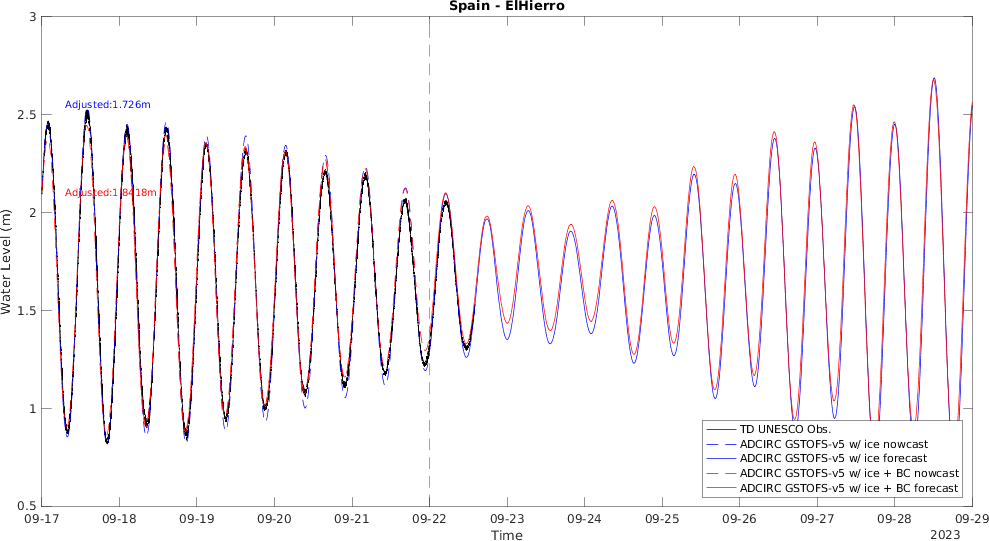 Spain - ElHierro
3
2.5
2
1.5
1
0.5
Water Level (m)
Adjusted:1.726m
Adjusted:1.8418m
TD UNESCO Obs.
ADCIRC GSTOFS-v5 w/ ice nowcast
ADCIRC GSTOFS-v5 w/ ice forecast
ADCIRC GSTOFS-v5 w/ ice + BC nowcast
ADCIRC GSTOFS-v5 w/ ice + BC forecast
09-17 09-18 09-19 09-20 09-21 09-22 09-23 09-24 09-25 09-26 09-27 09-28 09-29
Time
2023